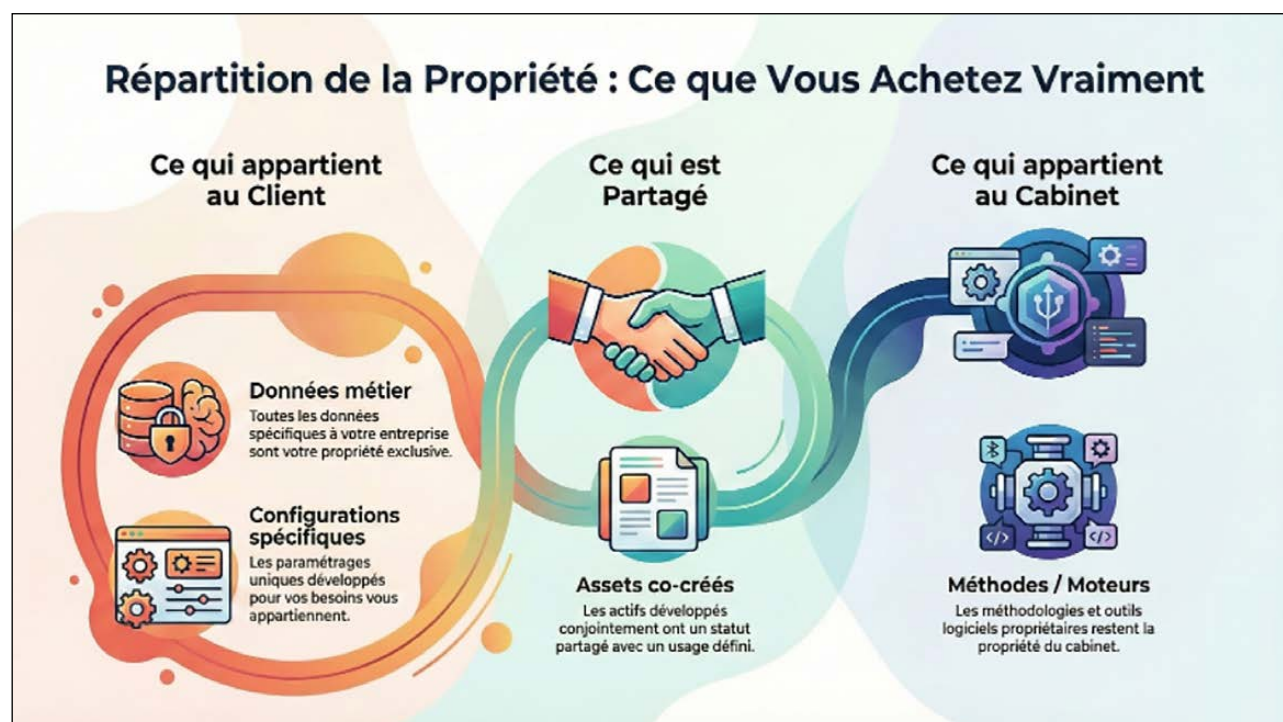 Répartition de la Propriété : Ce que Vous Achetez Vraiment
Ce qui appartient
au Client
Données métier
Toutes les données
spécifiques à votre entreprise
sont votre propriété exclusive.
Configurations
spécifiques
Les paramétrages
uniques développés
pour vos besoins vous
appartiennent.
Ce qui est
Partagé
Assets co-créés
Les actifs développés
conjointement ont un statut
partagé avec un usage défini.
Ce qui appartient
au Cabinet
</>
</>
Méthodes / Moteurs
Les méthodologies et outils
logiciels propriétaires restent la
propriété du cabinet.